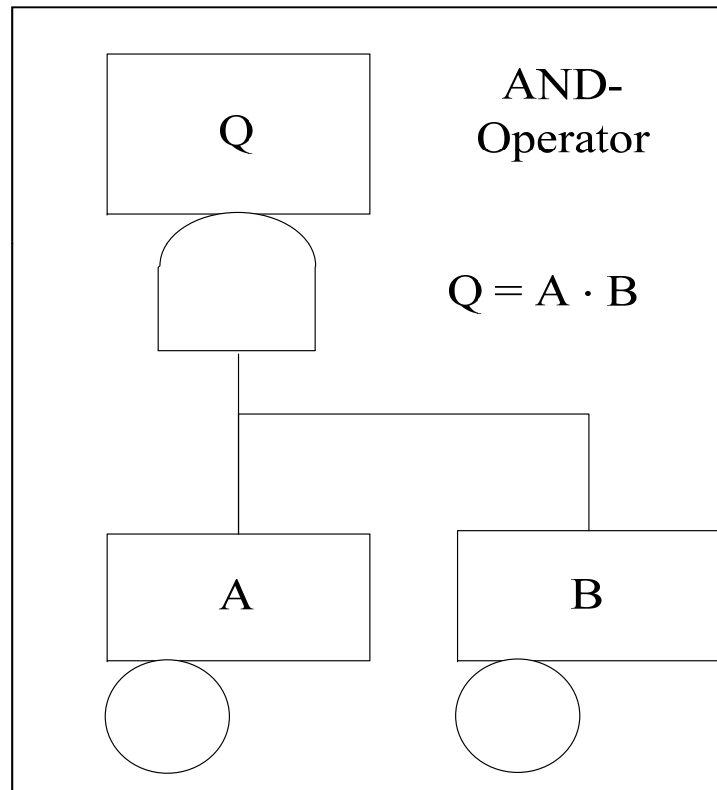 Q
AND-
Operator
Q = A · B
A
B